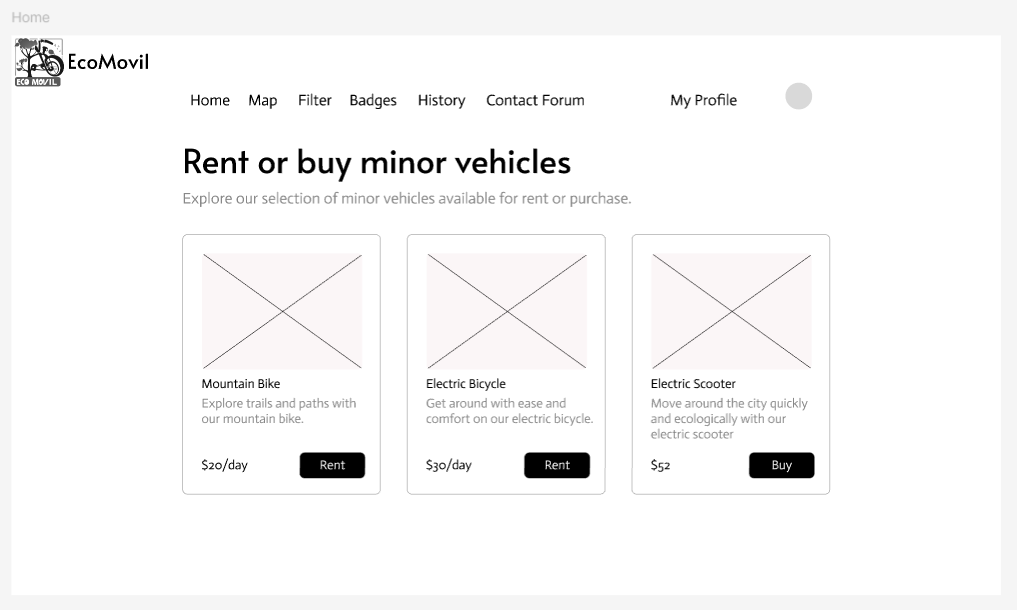 Home
EcoMovil
ECO MOVIL
Home Map Filter Badges History Contact Forum My Profile
Rent or buy minor vehicles
Explore our selection of minor vehicles available for rent or purchase.
Mountain Bike
Explore trails and paths with
our mountain bike.
$20/day Rent
Electric Bicycle
Get around with ease and
comfort on our electric bicycle.
$30/day Rent
Electric Scooter
Move around the city quickly
and ecologically with our
electric scooter
$52 Buy